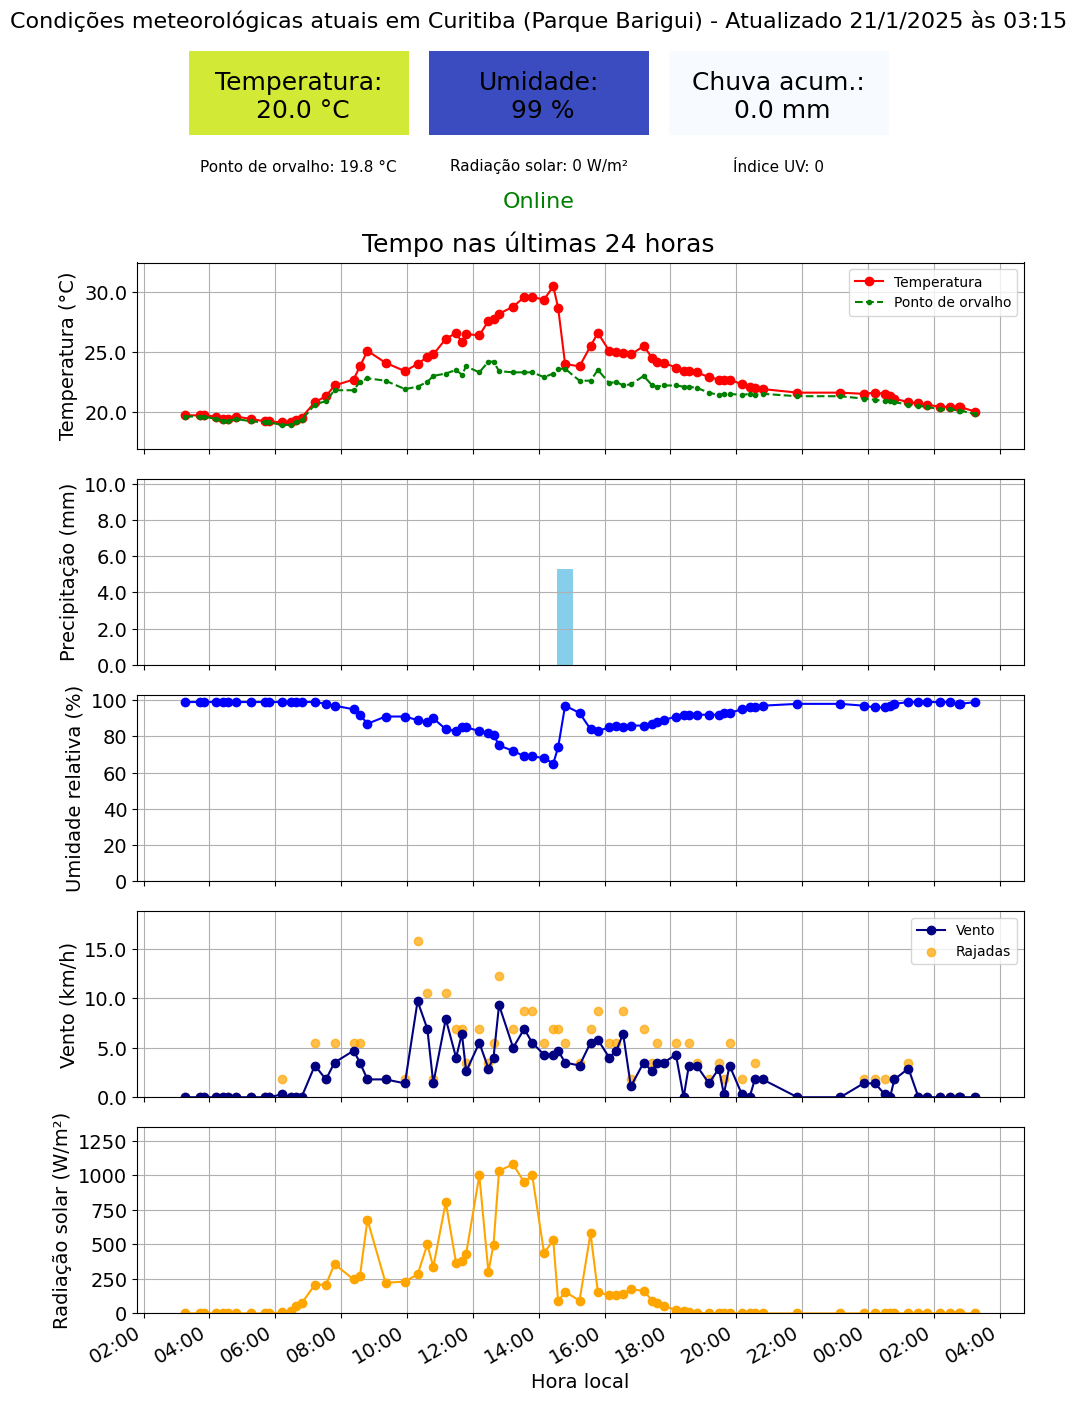 Condições meteorológicas atuais em Curitiba (Parque Barigui) - Atualizado 21/1/2025 às 03:15
Temperatura:
20.0 °C
Umidade:
99 %
Chuva acum.:
0.0 mm
Ponto de orvalho: 19.8 °C
Radiação solar: 0 W/m²
Índice UV: 0
Online
Tempo nas últimas 24 horas
Temperatura (°C)
30.0
25.0
20.0
Temperatura
Ponto de orvalho
Precipitação (mm)
10.0
8.0
6.0
4.0
2.0
0.0
Umidade relativa (%)
100
80
60
40
20
0
Vento (km/h)
15.0
10.0
5.0
0.0
Vento
Rajadas
Radiação solar (W/m²)
1250
1000
750
500
250
0
02:00
04:00
06:00
08:00
10:00
12:00
14:00
16:00
18:00
20:00
22:00
00:00
02:00
04:00
Hora local